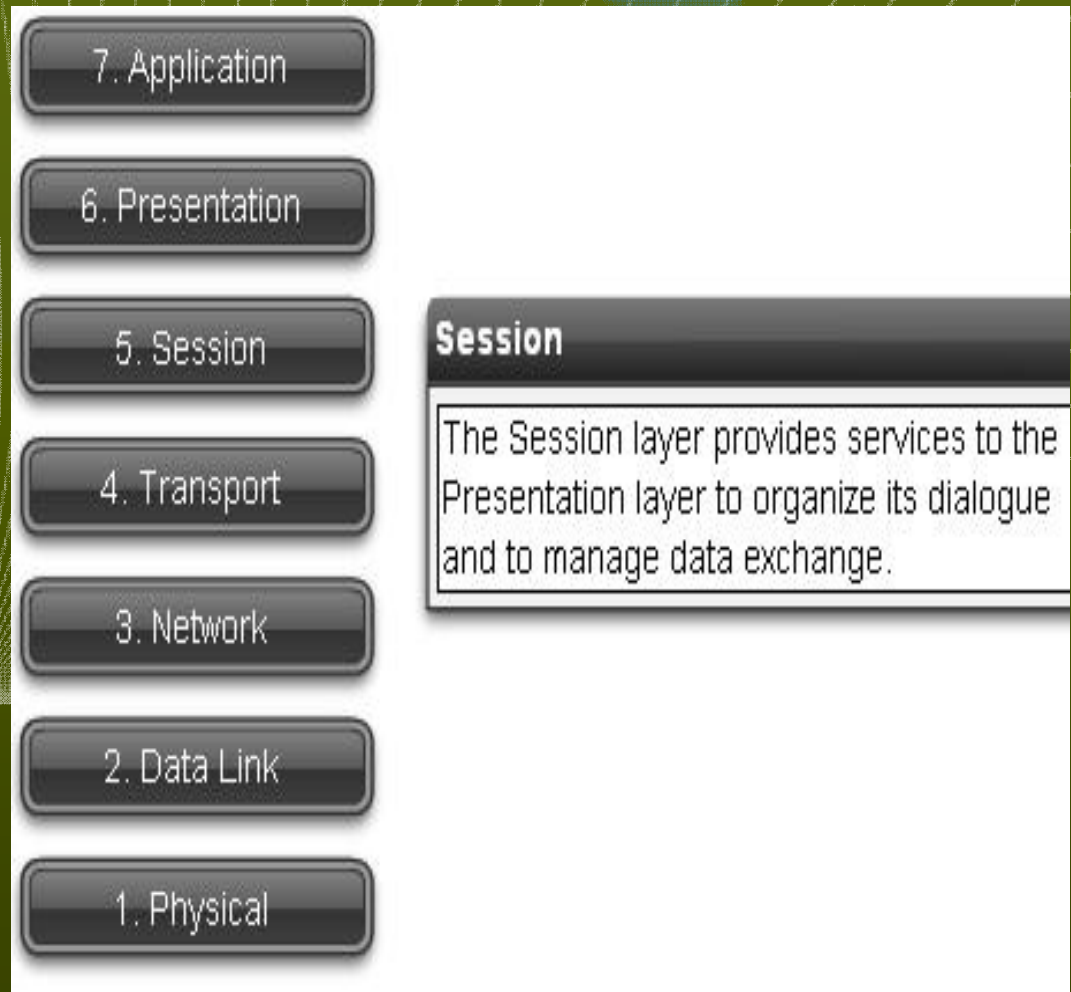 7. Application
6. Presentation
5. Session
Session
The Session layer provides services to the
Presentation layer to organize its dialogue
and to manage data exchange.
4. Transport
3. Network
2. Data Link
1. Physical